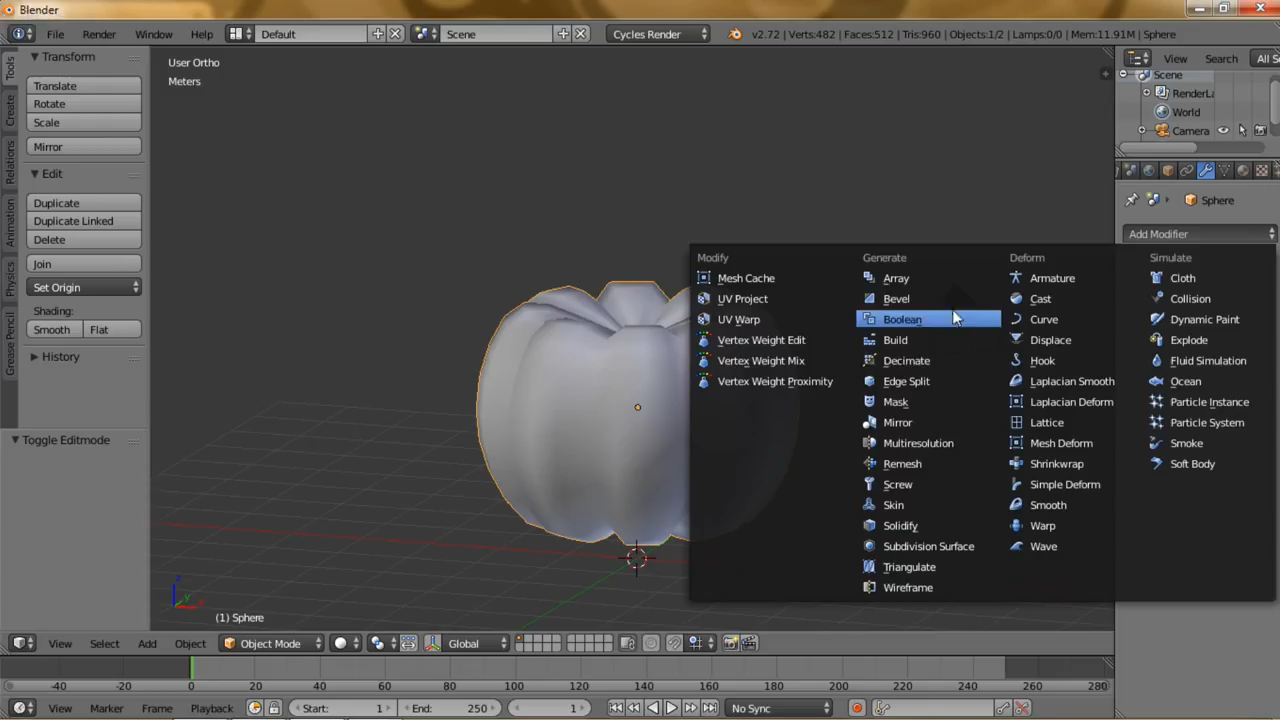 Blender
File Render Window Help Default Scene Cycles Render v2.72 | Verts:482 | Faces:512 | Tris:960 | Objects:1/2 | Lamps:0/0 | Mem:11.91M | Sphere
Tools
Create
Relations
Animation
Physics
Grease Pencil
Transform
Translate
Rotate
Scale
Mirror
Edit
Duplicate
Duplicate Linked
Delete
Join
Set Origin
Shading:
Smooth Flat
History
Toggle Editmode
User Ortho
Meters
(1) Sphere
z
y
x
View Search All S
Scene
RenderLa
World
Camera
Sphere
Add Modifier
Modify
Mesh Cache
UV Project
UV Warp
Vertex Weight Edit
Vertex Weight Mix
Vertex Weight Proximity
Generate
Array
Bevel
Boolean
Build
Decimate
Edge Split
Mask
Mirror
Multiresolution
Remesh
Screw
Skin
Solidify
Subdivision Surface
Triangulate
Wireframe
Deform
Armature
Cast
Curve
Displace
Hook
Laplacian Smooth
Laplacian Deform
Lattice
Mesh Deform
Shrinkwrap
Simple Deform
Smooth
Warp
Wave
Simulate
Cloth
Collision
Dynamic Paint
Explode
Fluid Simulation
Ocean
Particle Instance
Particle System
Smoke
Soft Body
View Select Add Object Object Mode Global
-40 -20 0 20 40 60 80 100 120 140 160 180 200 220 240 260 280
View Marker Frame Playback Start: 1 End: 250 1 No Sync